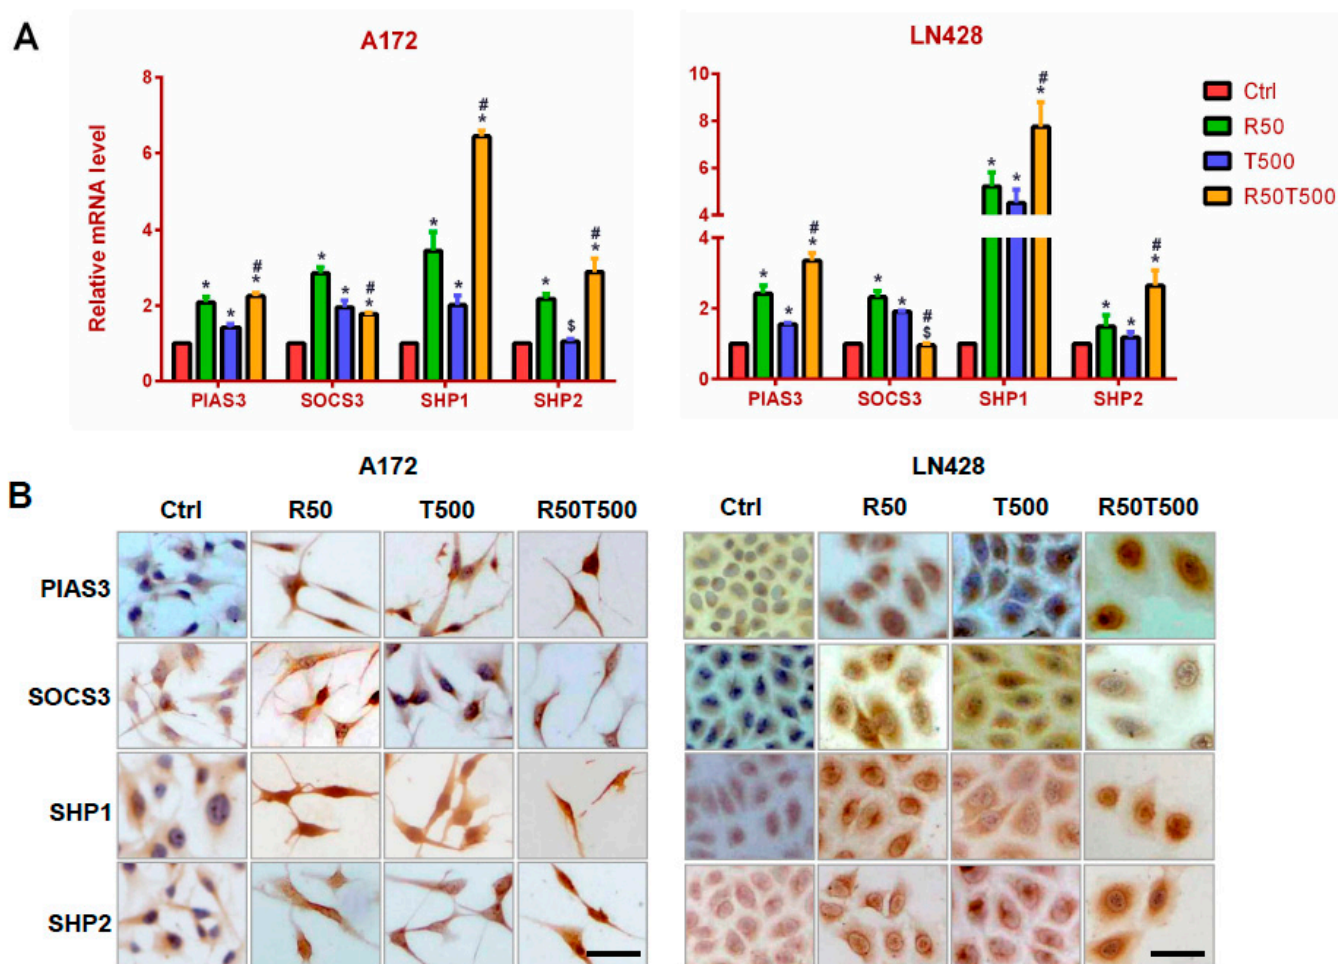 A
A172
LN428
Relative mRNA level
8
6
4
2
0
# *
* * # *
* * # *
* * # *
* $ # *
PIAS3 SOCS3 SHP1 SHP2
10
8
6
4
4
2
0
* * # *
* * # $
* * # *
* * # *
PIAS3 SOCS3 SHP1 SHP2
Ctrl
R50
T500
R50T500
B
A172
LN428
Ctrl R50 T500 R50T500
Ctrl R50 T500 R50T500
PIAS3
SOCS3
SHP1
SHP2